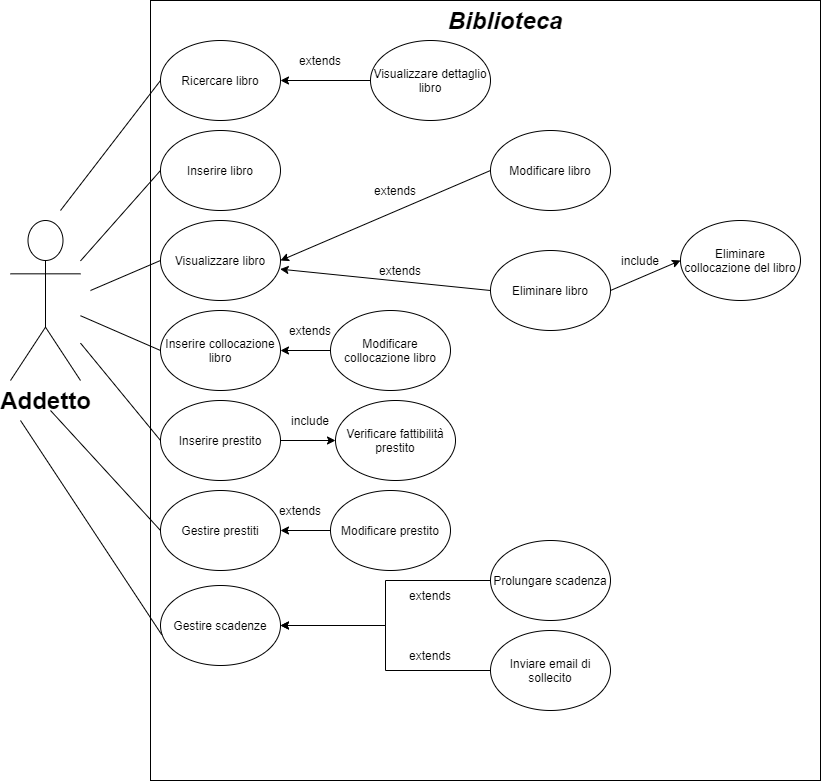 Biblioteca
Ricercare libro
extends
Visualizzare dettaglio
libro
Inserire libro
extends
Modificare libro
Visualizzare libro
extends
Eliminare libro
include
Eliminare
collocazione del libro
Inserire collocazione
libro
extends
Modificare
collocazione libro
Addetto
Inserire prestito
include
Verificare fattibilità
prestito
Gestire prestiti
extends
Modificare prestito
Gestire scadenze
extends
Prolungare scadenza
extends
Inviare email di
sollecito